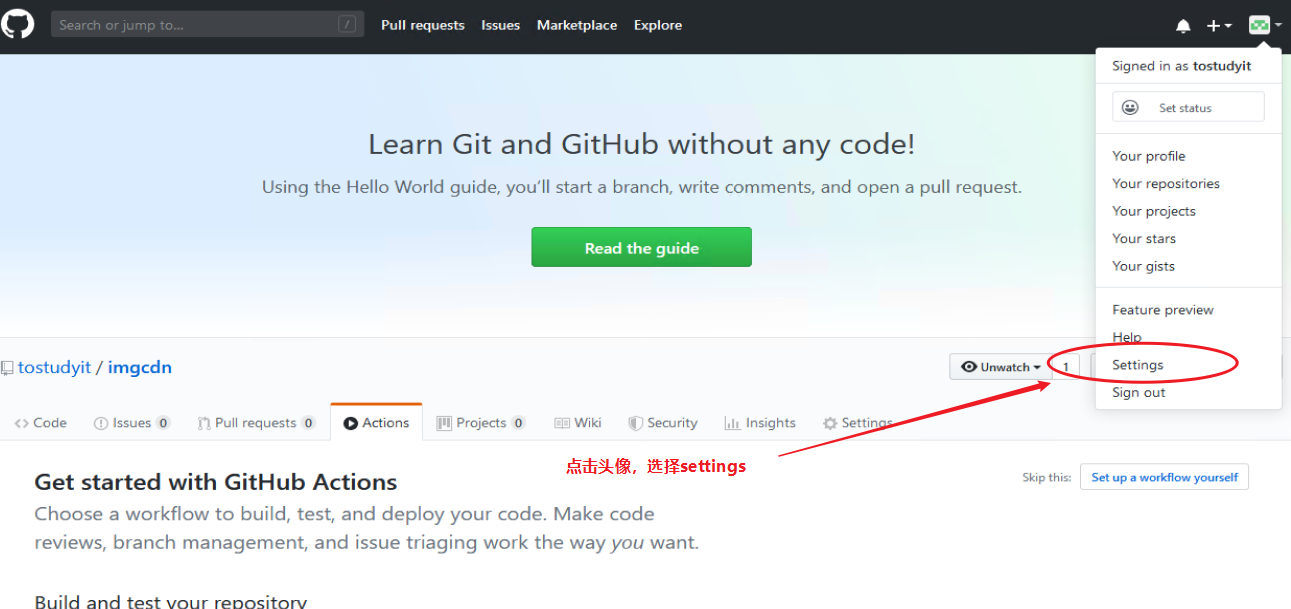 Search or jump to… / Pull requests Issues Marketplace Explore
Signed in as tostudyit
Set status
Your profile
Your repositories
Your projects
Your stars
Your gists
Feature preview
Help
Settings
Sign out
Learn Git and GitHub without any code!
Using the Hello World guide, you’ll start a branch, write comments, and open a pull request.
Read the guide
tostudyit / imgcdn
Unwatch 1
Code Issues 0 Pull requests 0 Actions Projects 0 Wiki Security Insights Settings
点击头像，选择settings
Get started with GitHub Actions
Skip this: Set up a workflow yourself
Choose a workflow to build, test, and deploy your code. Make code
reviews, branch management, and issue triaging work the way you want.
Build and test your repository